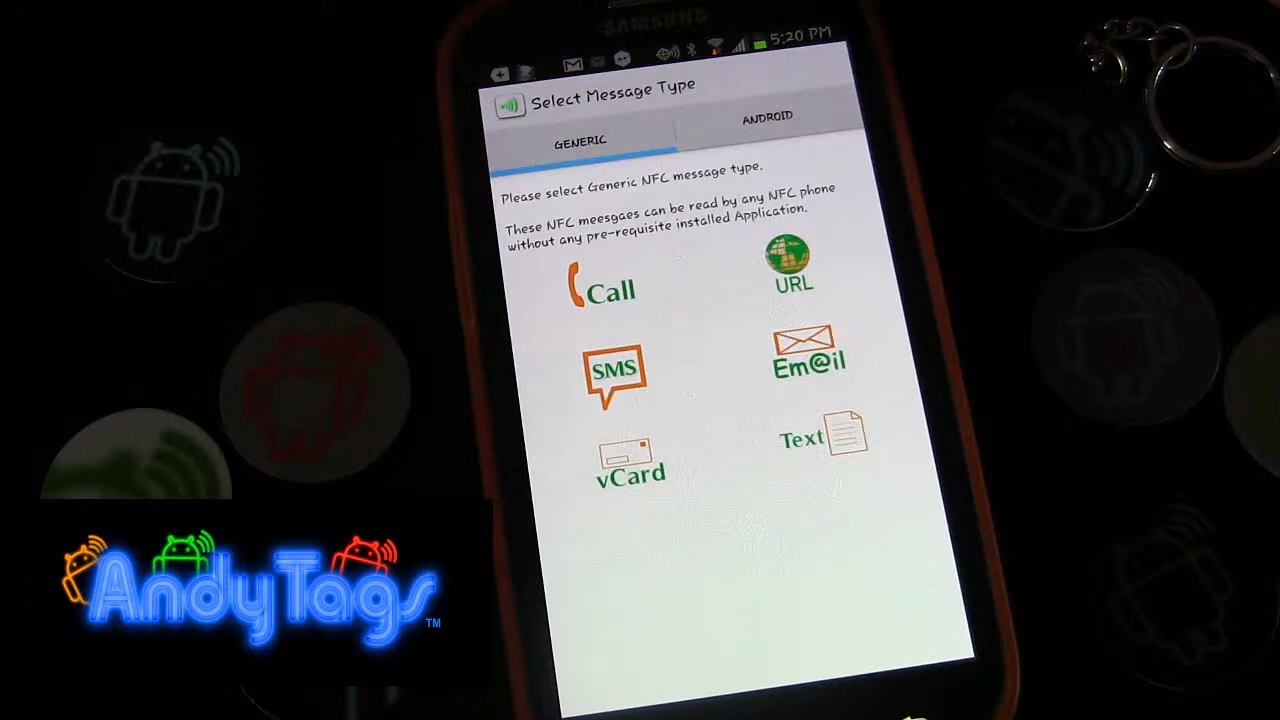 SAMSUNG
5:20 PM
Select Message Type
GENERIC
ANDROID
Please select Generic NFC message type.
These NFC meesgaes can be read by any NFC phone
without any pre-requisite installed Application.
Call
URL
SMS
Em@il
vCard
Text
AndyTags™